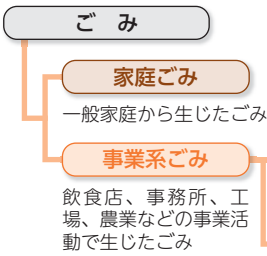 ごみ
家庭ごみ
一般家庭から生じたごみ
事業系ごみ
飲食店、事務所、工
場、農業などの事業活
動で生じたごみ